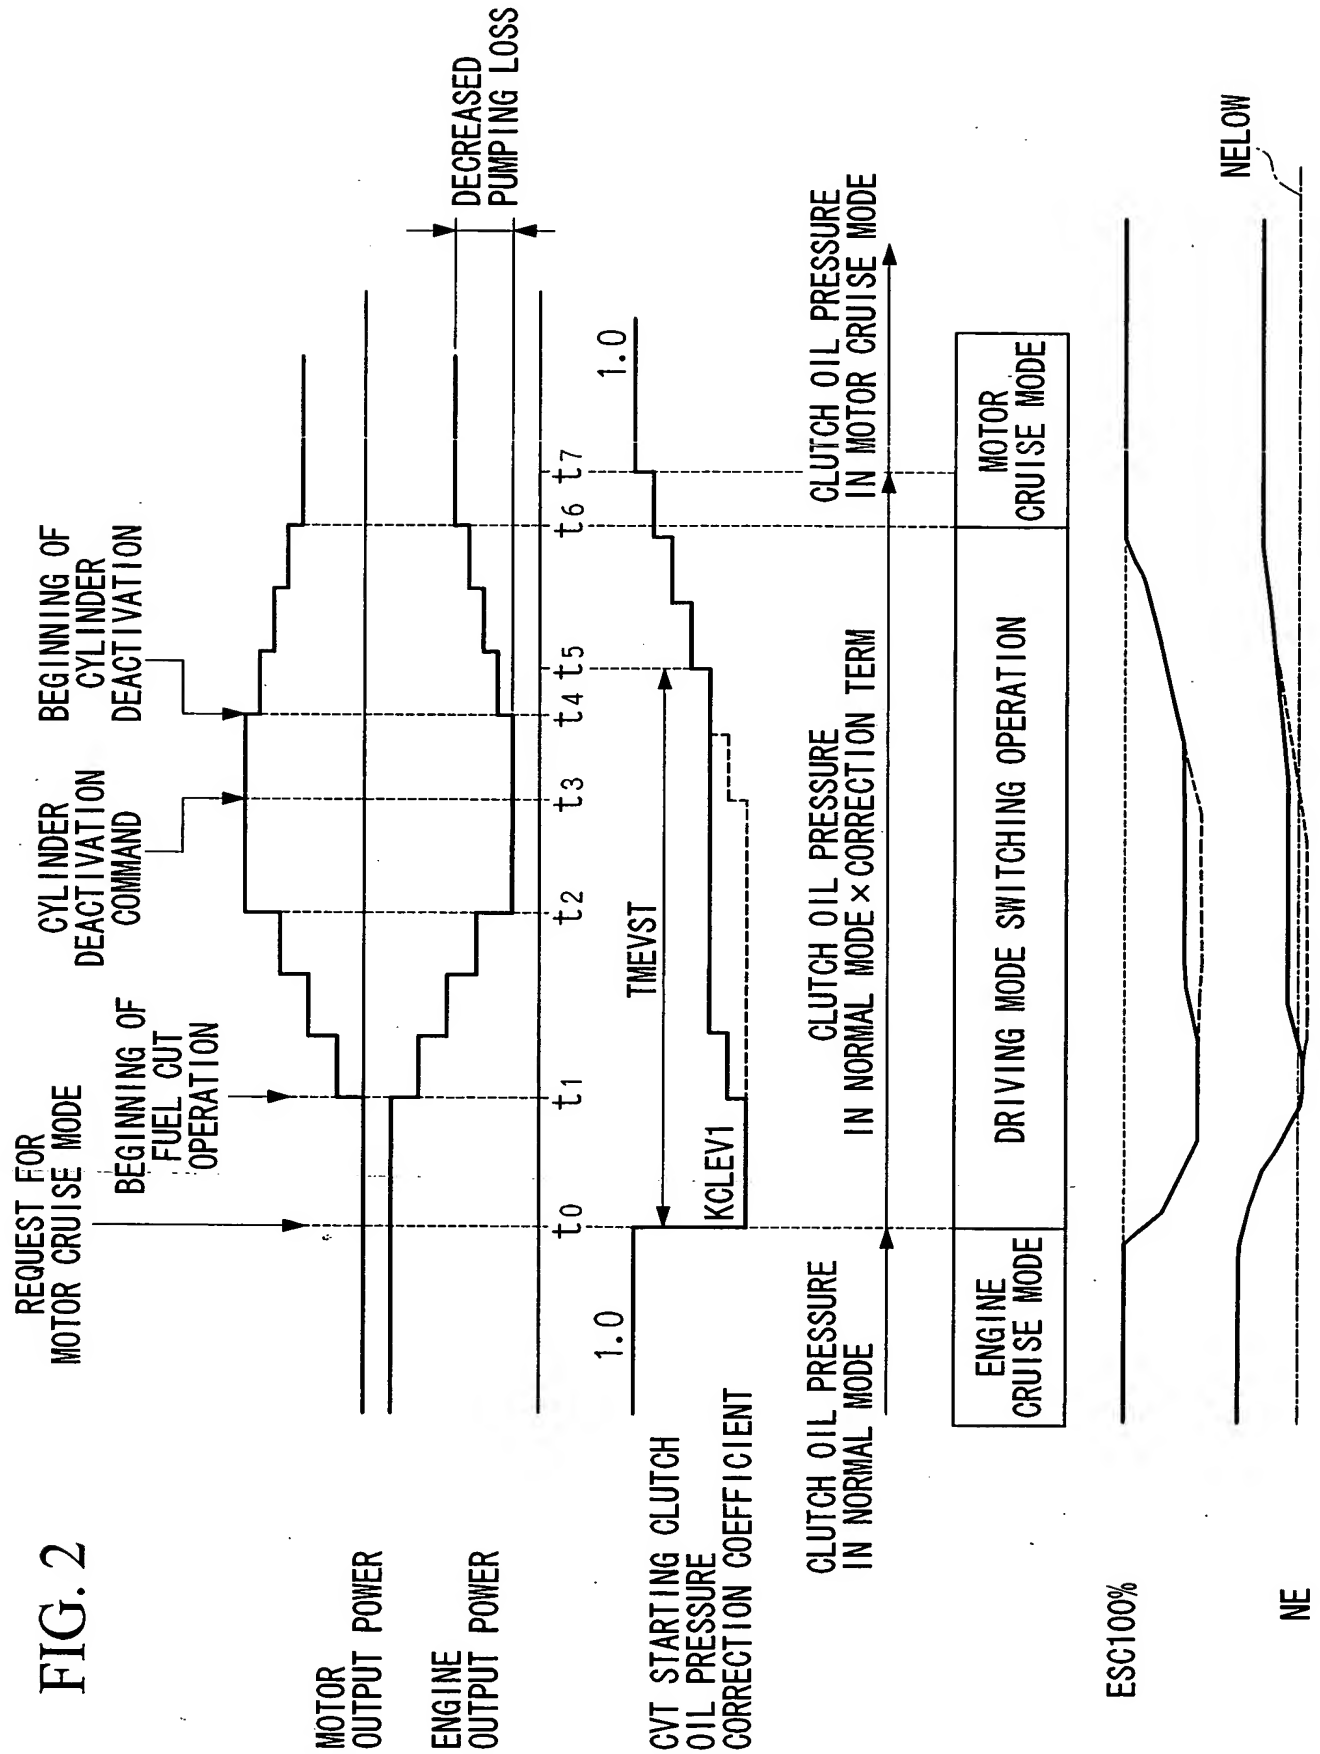 FIG. 2
REQUEST FOR
MOTOR CRUISE MODE
BEGINNING OF
FUEL CUT
OPERATION
CYLINDER
DEACTIVATION
COMMAND
BEGINNING OF
CYLINDER
DEACTIVATION
MOTOR
OUTPUT POWER
ENGINE
OUTPUT POWER
DECREASED
PUMPING LOSS
t0
t1
t2
t3
t4
t5
t6
t7
CVT STARTING CLUTCH
OIL PRESSURE
CORRECTION COEFFICIENT
1.0
KCLEV1
TMEVST
1.0
CLUTCH OIL PRESSURE
IN NORMAL MODE
CLUTCH OIL PRESSURE
IN NORMAL MODE×CORRECTION TERM
CLUTCH OIL PRESSURE
IN MOTOR CRUISE MODE
ENGINE
CRUISE MODE
DRIVING MODE SWITCHING OPERATION
MOTOR
CRUISE MODE
ESC100%
NE
NELOW